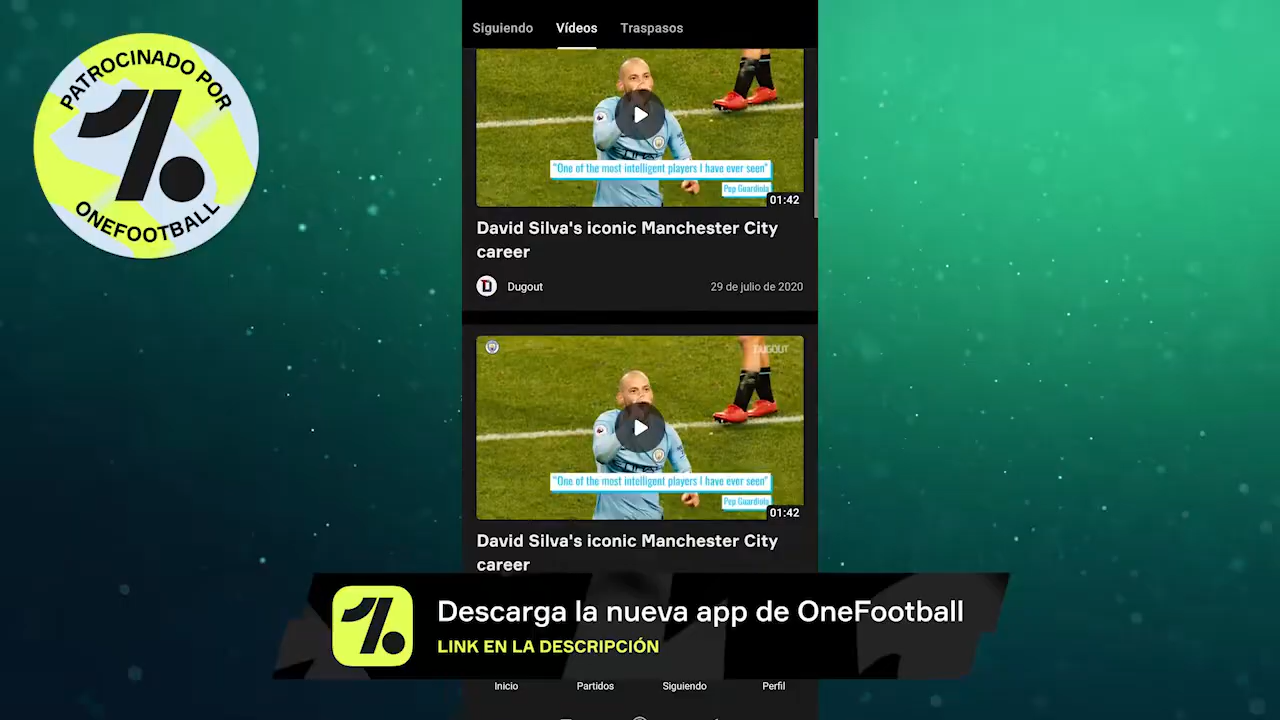 PATROCINADO POR
ONEFOOTBALL
Siguiendo Vídeos Traspasos
"One of the most intelligent players I have ever seen"
Pep Guardiola
01:42
David Silva's iconic Manchester City
career
Dugout 29 de julio de 2020
DUGOUT
"One of the most intelligent players I have ever seen"
Pep Guardiola
01:42
David Silva's iconic Manchester City
career
Descarga la nueva app de OneFootball
LINK EN LA DESCRIPCIÓN
Inicio Partidos Siguiendo Perfil